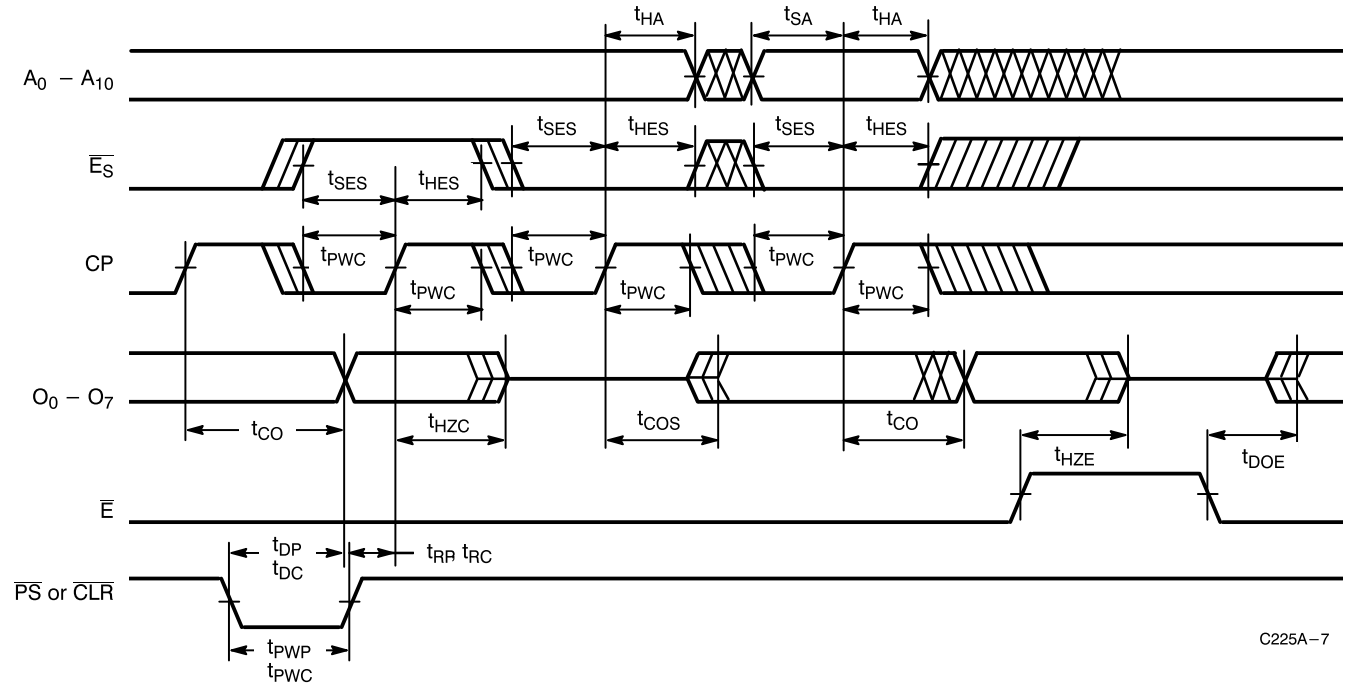 tHA tSA tHA
A0 – A10
tSES tHES tSES tHES
ES
tSES tHES
CP
tPWC tPWC tPWC
tPWC tPWC tPWC
O0 – O7
tCO tHZC tCOS tCO
tHZE tDOE
E
tDP tRP, tRC
tDC
PS or CLR
tPWP
tPWC
C225A–7